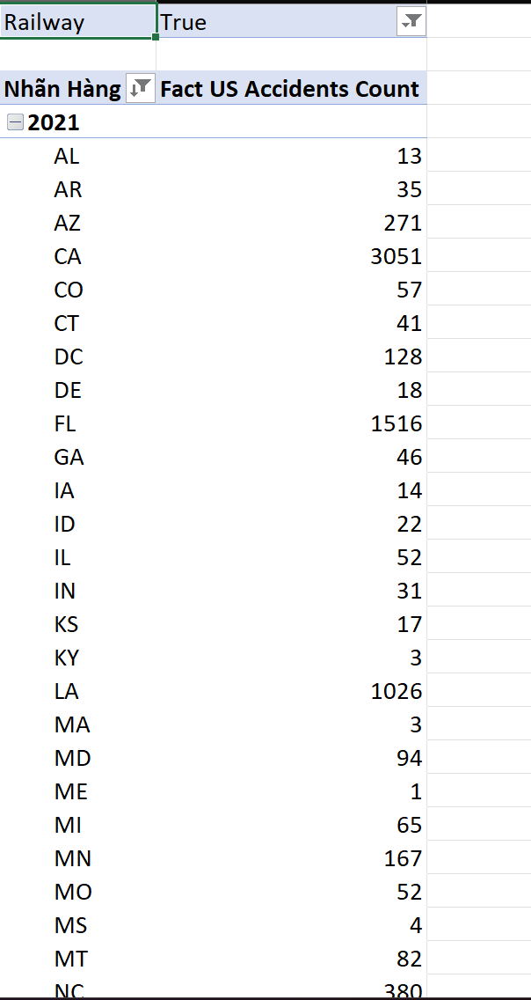 Railway True
Nhãn Hàng Fact US Accidents Count
2021
AL 13
AR 35
AZ 271
CA 3051
CO 57
CT 41
DC 128
DE 18
FL 1516
GA 46
IA 14
ID 22
IL 52
IN 31
KS 17
KY 3
LA 1026
MA 3
MD 94
ME 1
MI 65
MN 167
MO 52
MS 4
MT 82
NC 380